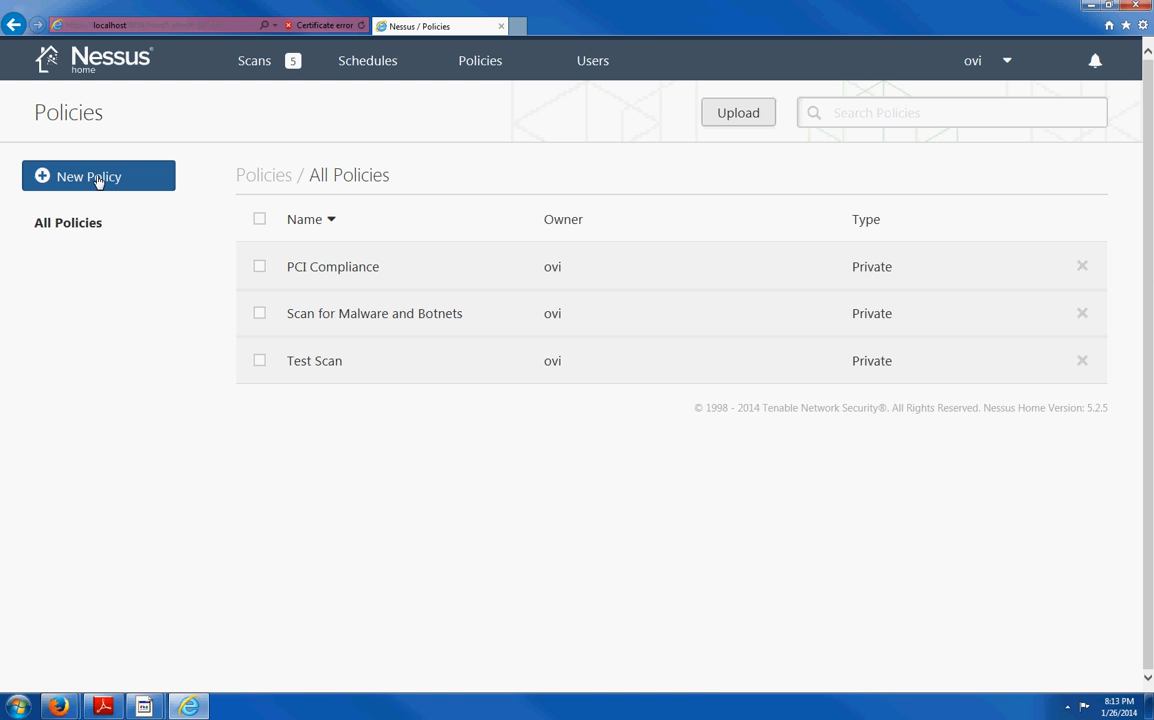 localhost
Certificate error
Nessus / Policies
Nessus®
home
Scans 5 Schedules Policies Users ovi
Policies
Upload
Search Policies
New Policy
All Policies
Policies / All Policies
Name Owner Type
PCI Compliance ovi Private
Scan for Malware and Botnets ovi Private
Test Scan ovi Private
© 1998 - 2014 Tenable Network Security®. All Rights Reserved. Nessus Home Version: 5.2.5
8:13 PM
1/26/2014